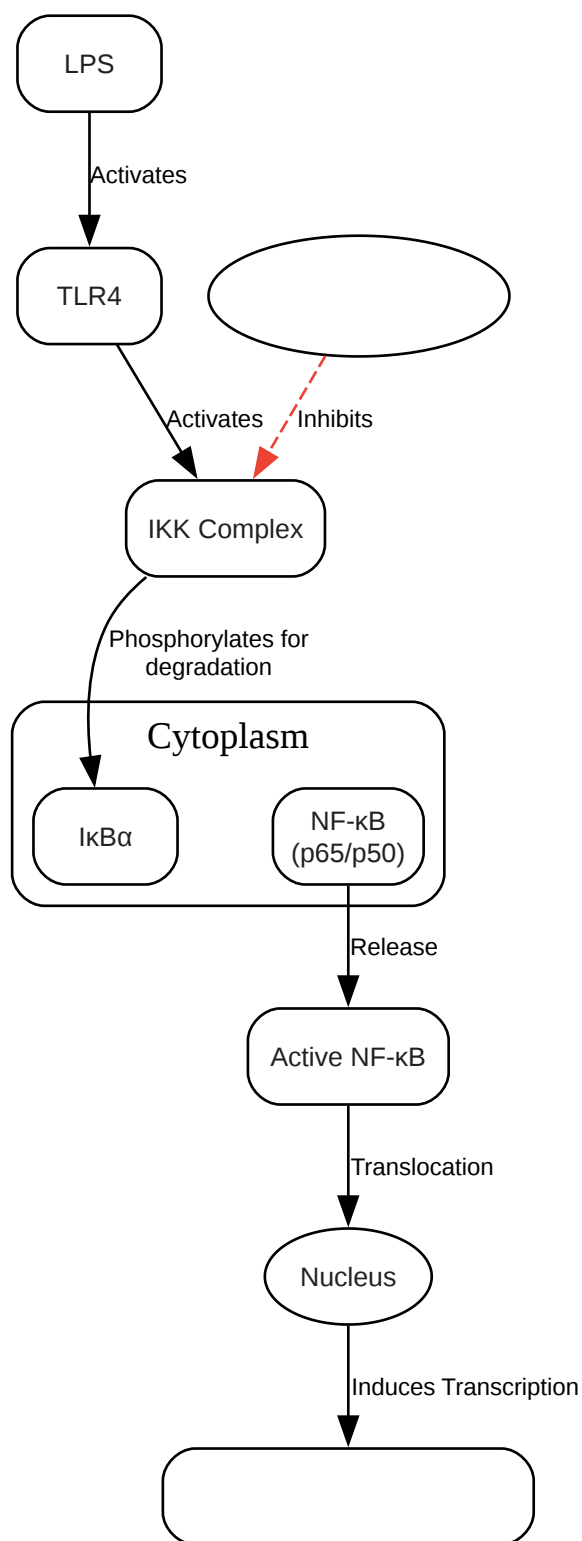 LPS
Activates
TLR4
Activates
Inhibits
IKK Complex
Phosphorylates for
degradation
Cytoplasm
IκBα
NF-κB
(p65/p50)
Release
Active NF-κB
Translocation
Nucleus
Induces Transcription